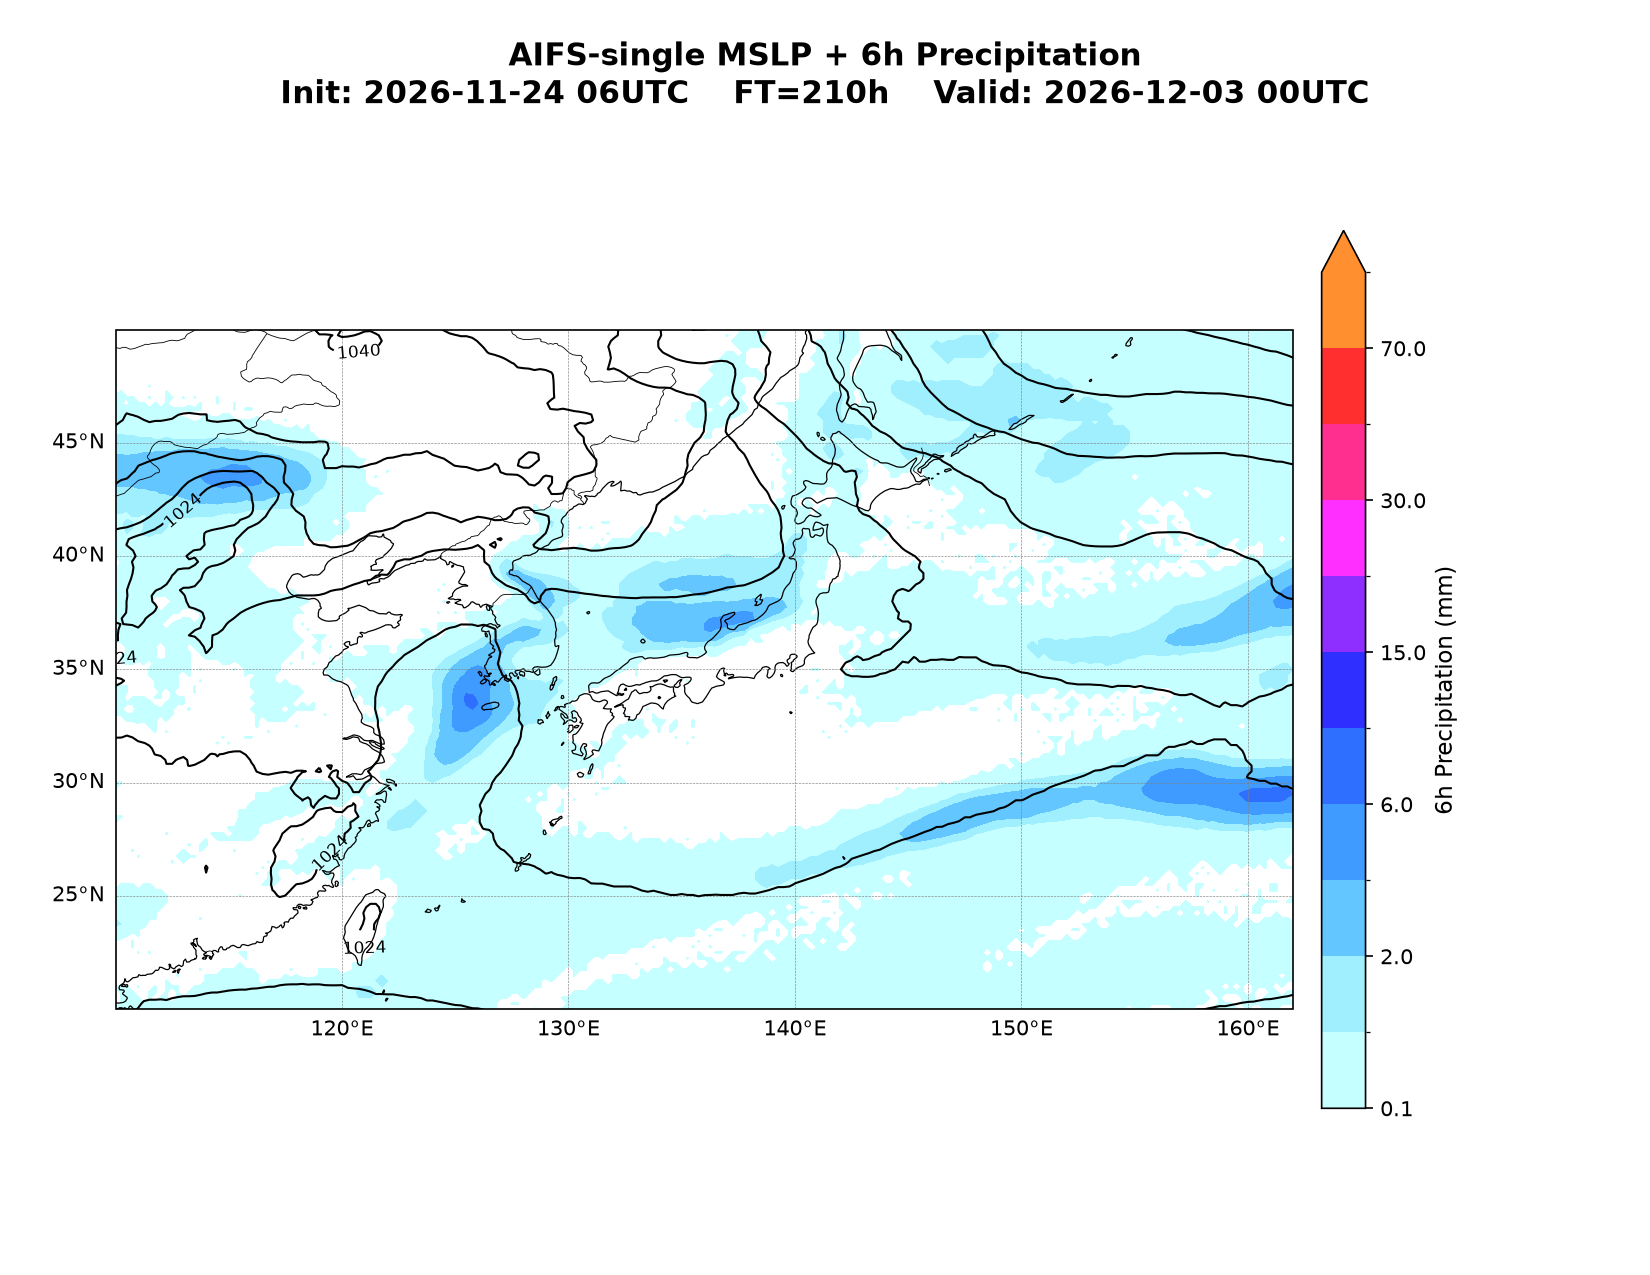 AIFS-single MSLP + 6h Precipitation
Init: 2026-11-24 06UTC    FT=210h    Valid: 2026-12-03 00UTC
1040
1024
24
1024
1024
45°N
40°N
35°N
30°N
25°N
120°E
130°E
140°E
150°E
160°E
70.0
30.0
15.0
6.0
2.0
0.1
6h Precipitation (mm)